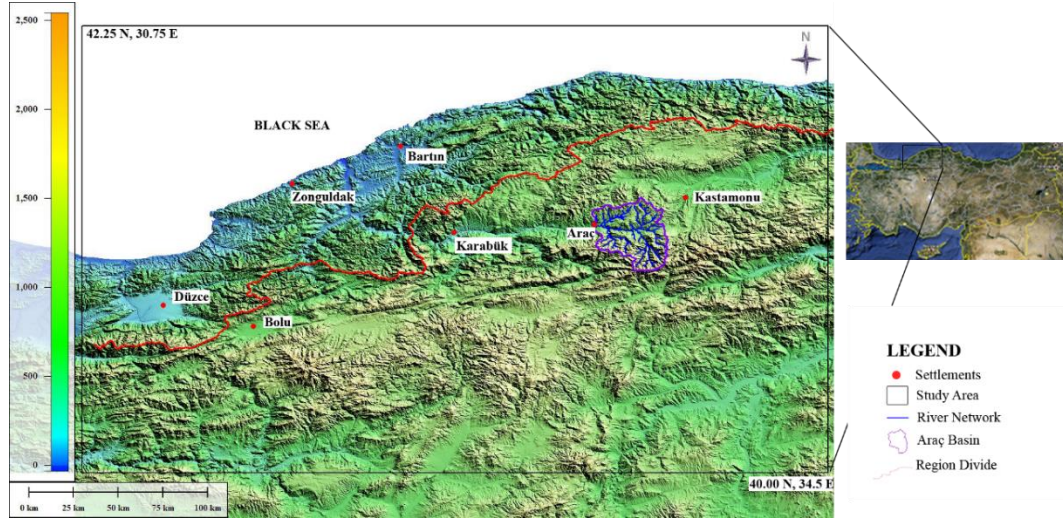 2,500
2,000
1,500
1,000
500
0
42.25 N, 30.75 E
N
BLACK SEA
Bartın
Zonguldak
Kastamonu
Araç
Karabük
Düzce
Bolu
40.00 N, 34.5 E
0 km 25 km 50 km 75 km 100 km
LEGEND
Settlements
Study Area
River Network
Araç Basin
Region Divide